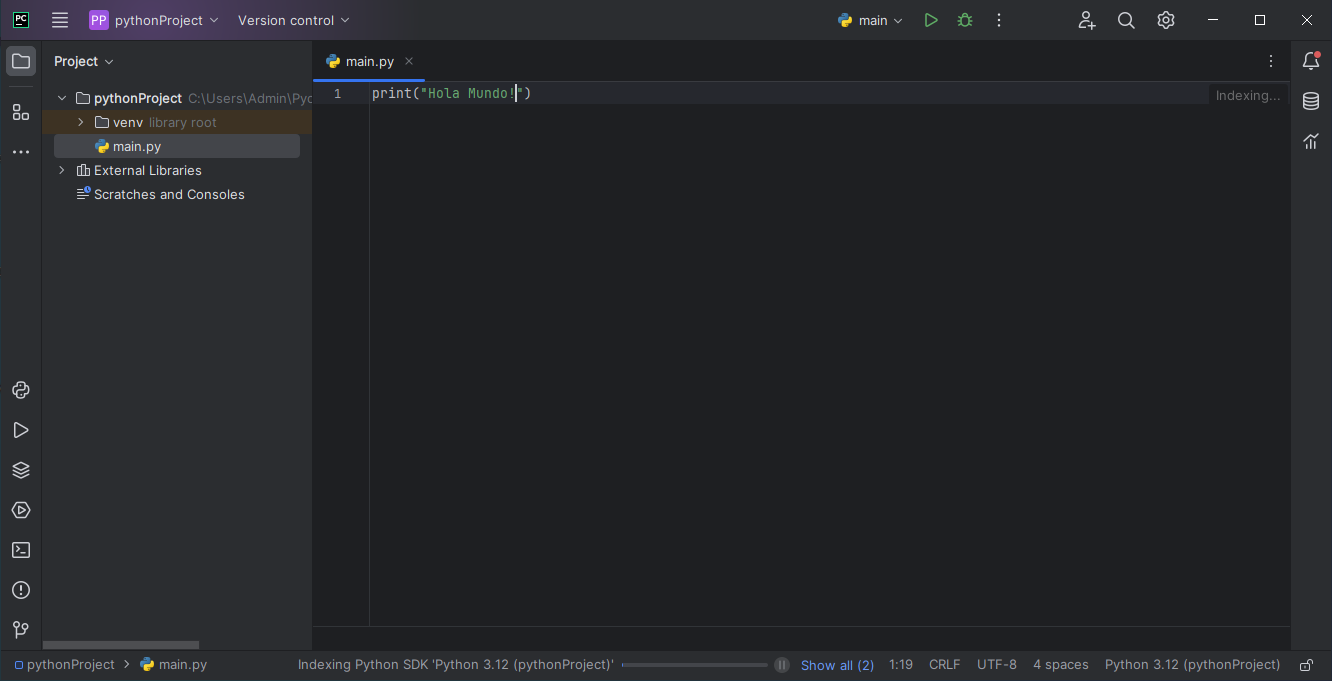 PC PP pythonProject Version control main
Project main.py
1 print("Hola Mundo!") Indexing...
pythonProject C:\Users\Admin\Pyc
venv library root
main.py
External Libraries
Scratches and Consoles
pythonProject > main.py Indexing Python SDK 'Python 3.12 (pythonProject)' Show all (2) 1:19 CRLF UTF-8 4 spaces Python 3.12 (pythonProject)